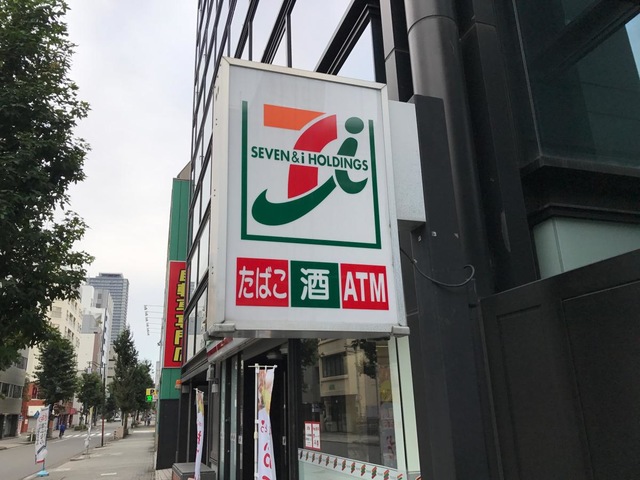 SEVEN & i HOLDINGS
たばこ 酒 ATM